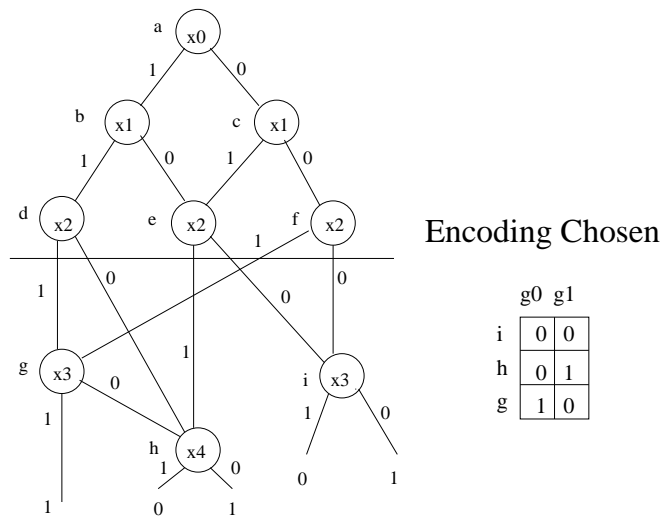 a
x0
1 0
b x1 c x1
1 0 1 0
d x2 e x2 f x2
1
Encoding Chosen
1 0 0 0
g0 g1
i 0 0
h 0 1
g 1 0
g x3 0 1 i x3
1 1 0
h x4
1 0 0 1
1 0 1